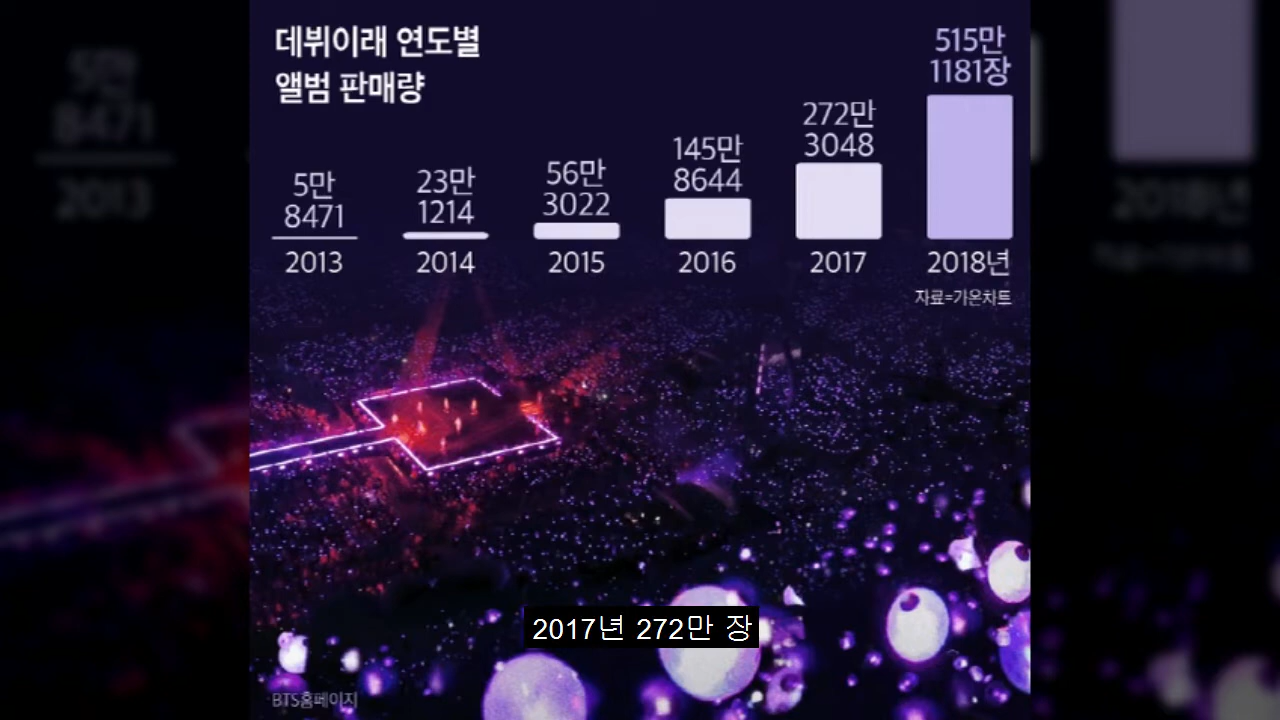 데뷔이래 연도별
앨범 판매량
5만
8471
2013
23만
1214
2014
56만
3022
2015
145만
8644
2016
272만
3048
2017
515만
1181장
2018년
자료=가온차트
2017년 272만 장
BTS홈페이지